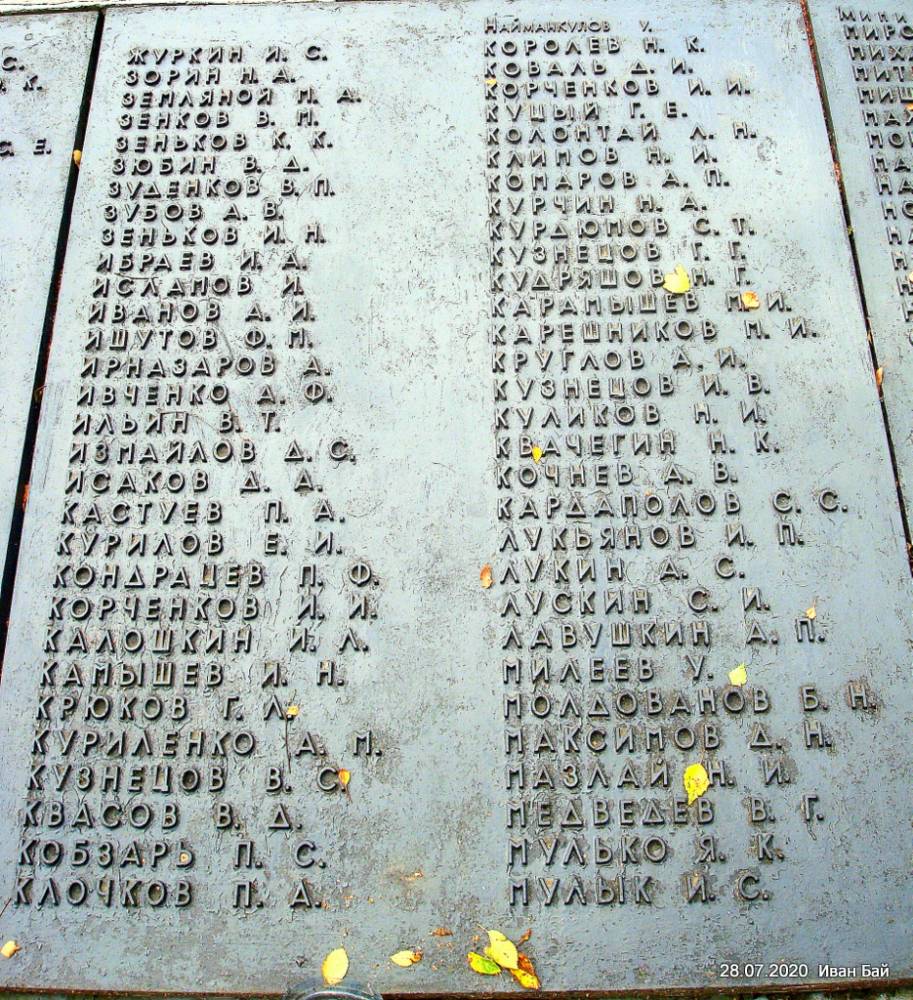 С.
К.
С. Е.
ЖУРКИН И. С.
ЗОРИН Н. А.
ЗЕМЛЯНОЙ М. А.
ЗЕНКОВ В. М.
ЗЕНЬКОВ К. К.
ЗЮБИН В. Д.
ЗУДЕНКОВ В. П.
ЗУБОВ А. В.
ЗЕНЬКОВ И. Н.
ИБРАЕВ И. А.
ИСЛАМОВ И.
ИВАНОВ А. И.
ИШУТОВ Ф. М.
ИРНАЗАРОВ А.
ИВЧЕНКО Д. Ф.
ИЛЬИН В. Т.
ИЗМАЙЛОВ Д. С.
ИСАКОВ Д. А.
КАСТУЕВ П. А.
КУРИЛОВ Е. И.
КОНДРАЦЕВ П. Ф.
КОРЧЕНКОВ И. И.
КАЛОШКИН И. Л.
КАМЫШЕВ И. Н.
КРЮКОВ Г. Л.
КУРИЛЕНКО А. М.
КУЗНЕЦОВ В. С.
КВАСОВ В. Д.
КОБЗАРЬ П. С.
КЛОЧКОВ П. А.
НАЙМАНКУЛОВ У.
КОРОЛЕВ Н. К.
КОВАЛЬ Д. И.
КОРЧЕНКОВ И. И.
КУЦЫЙ Г. Е.
КОЛОНТАЙ Л. Н.
КЛИМОВ Н. И.
КОМАРОВ А. П.
КУРЧИН Н. А.
КУРДЮМОВ С. Т.
КУЗНЕЦОВ Г. Г.
КУДРЯШОВ Н. Г.
КАРАМЫШЕВ М. И.
КАРЕШНИКОВ М. И.
КРУГЛОВ Д. И.
КУЗНЕЦОВ И. В.
КУЛИКОВ Н. И.
КВАЧЕГИН Н. К.
КОЧНЕВ А. В.
КАРДАПОЛОВ С. С.
ЛУКЬЯНОВ И. П.
ЛУКИН А. С.
ЛУСКИН С. И.
ЛАВУШКИН А. П.
МИЛЕЕВ У.
МОЛДОВАНОВ Б. Н.
МАКСИМОВ Д. Н.
МАЗЛАЙ Н. И.
МЕДВЕДЕВ В. Г.
МУЛЬКО Я. К.
МУЛЫК И. С.
28.07.2020 Иван Бай